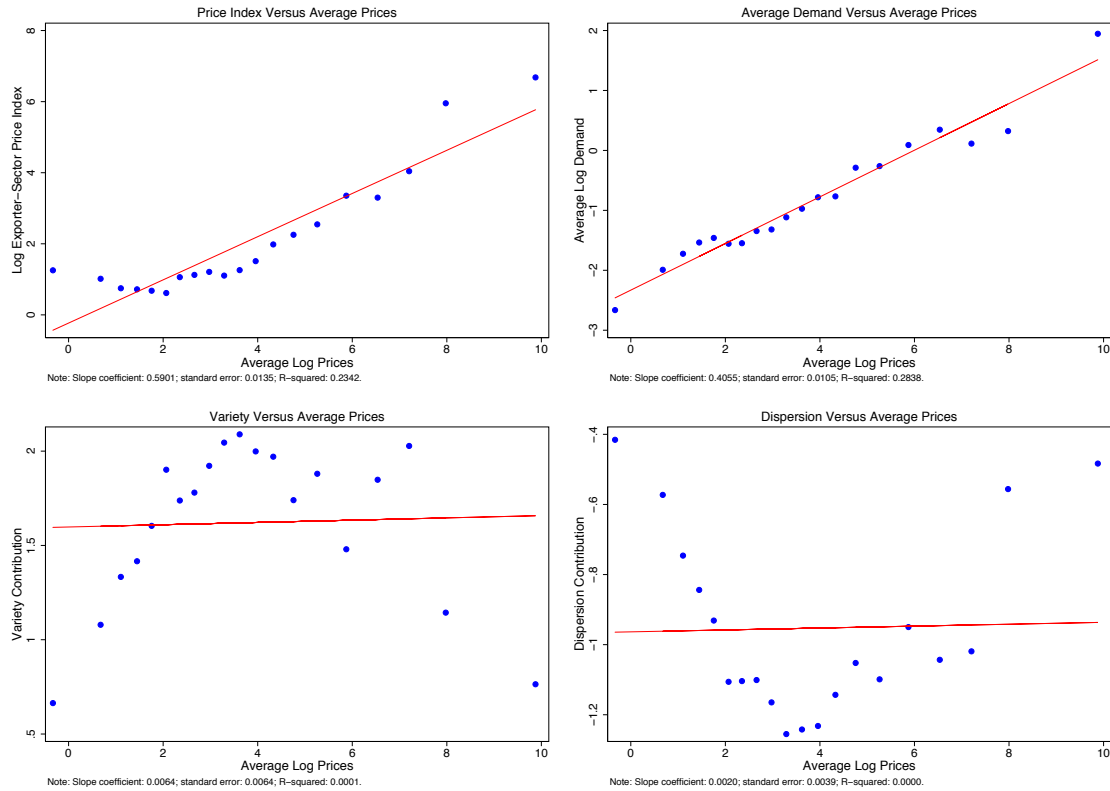 Price Index Versus Average Prices
Log Exporter−Sector Price Index
8
6
4
2
0
0 2 4 6 8 10
Average Log Prices
Note: Slope coefficient: 0.5901; standard error: 0.0135; R−squared: 0.2342.
Average Demand Versus Average Prices
Average Log Demand
2
1
0
−1
−2
−3
0 2 4 6 8 10
Average Log Prices
Note: Slope coefficient: 0.4055; standard error: 0.0105; R−squared: 0.2838.
Variety Versus Average Prices
Variety Contribution
2
1.5
1
.5
0 2 4 6 8 10
Average Log Prices
Note: Slope coefficient: 0.0064; standard error: 0.0064; R−squared: 0.0001.
Dispersion Versus Average Prices
Dispersion Contribution
−.4
−.6
−.8
−1
−1.2
0 2 4 6 8 10
Average Log Prices
Note: Slope coefficient: 0.0020; standard error: 0.0039; R−squared: 0.0000.